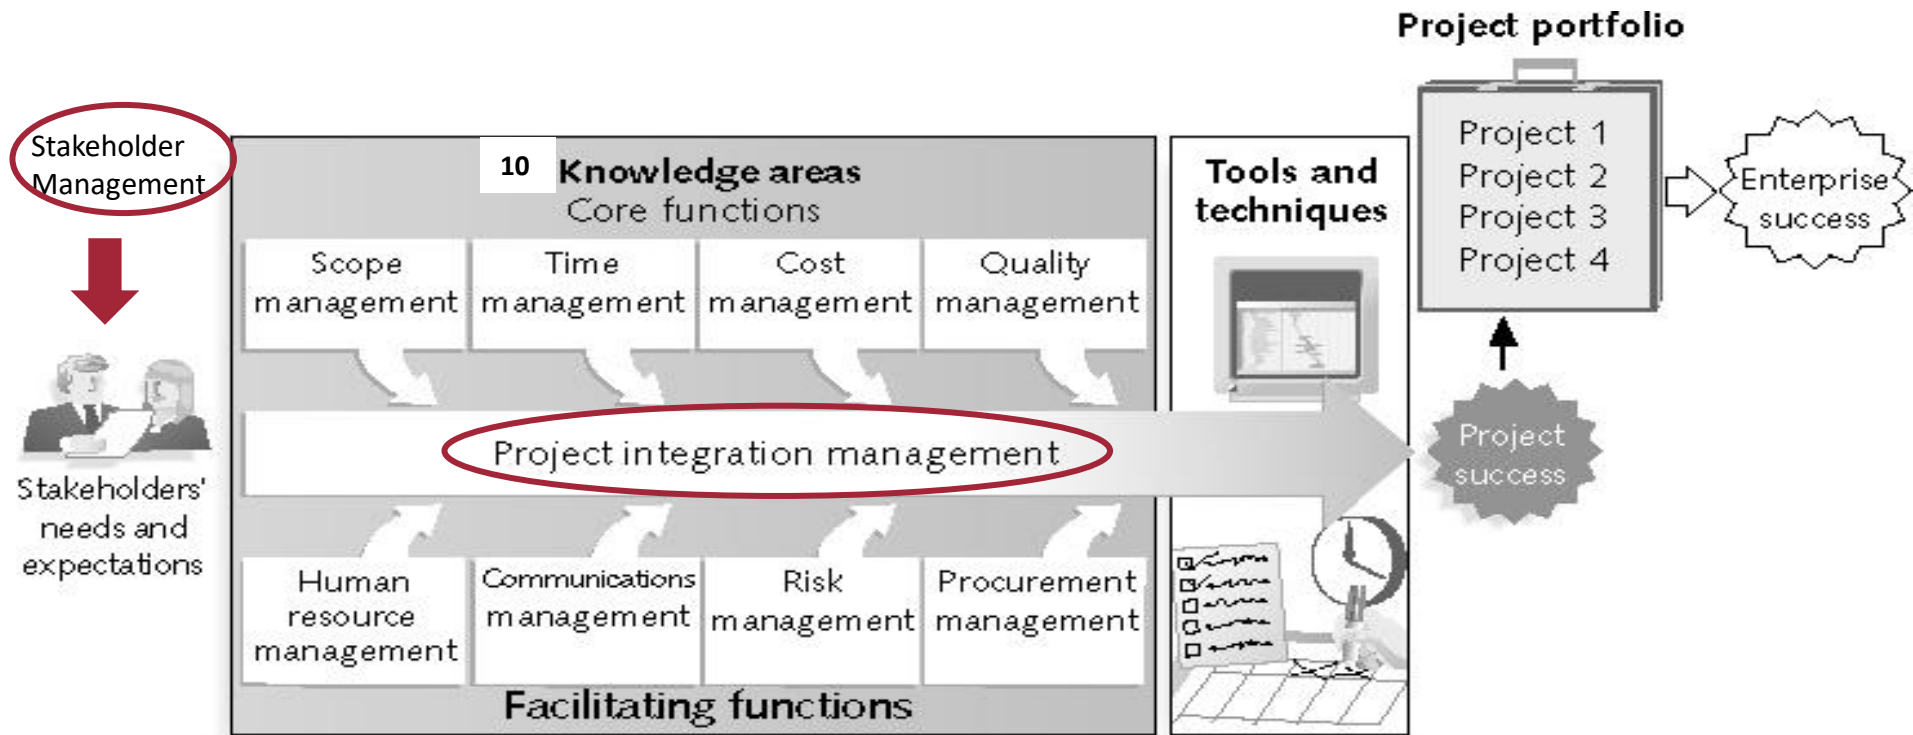 Project portfolio
Stakeholder
Management
10
Knowledge areas
Core functions
Scope
management
Time
management
Cost
management
Quality
management
Project integration management
Human
resource
management
Communications
management
Risk
management
Procurement
management
Facilitating functions
Stakeholders'
needs and
expectations
Tools and
techniques
Project 1
Project 2
Project 3
Project 4
Enterprise
success
Project
success